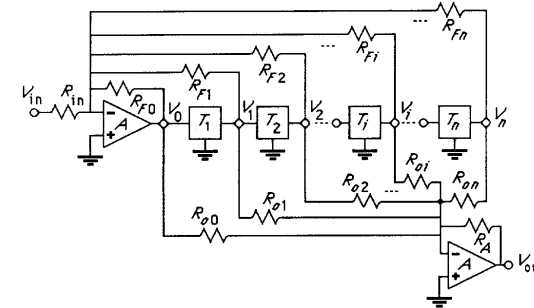 R_Fn
...
R_Fi
...
R_F2
R_F1
V_in
R_in
R_F0
V_0
V_1
V_2
V_i
V_n
A
T_1
T_2
T_i
T_n
R_oi
R_o2
...
R_on
R_o1
R_o0
R_A
A
V_on